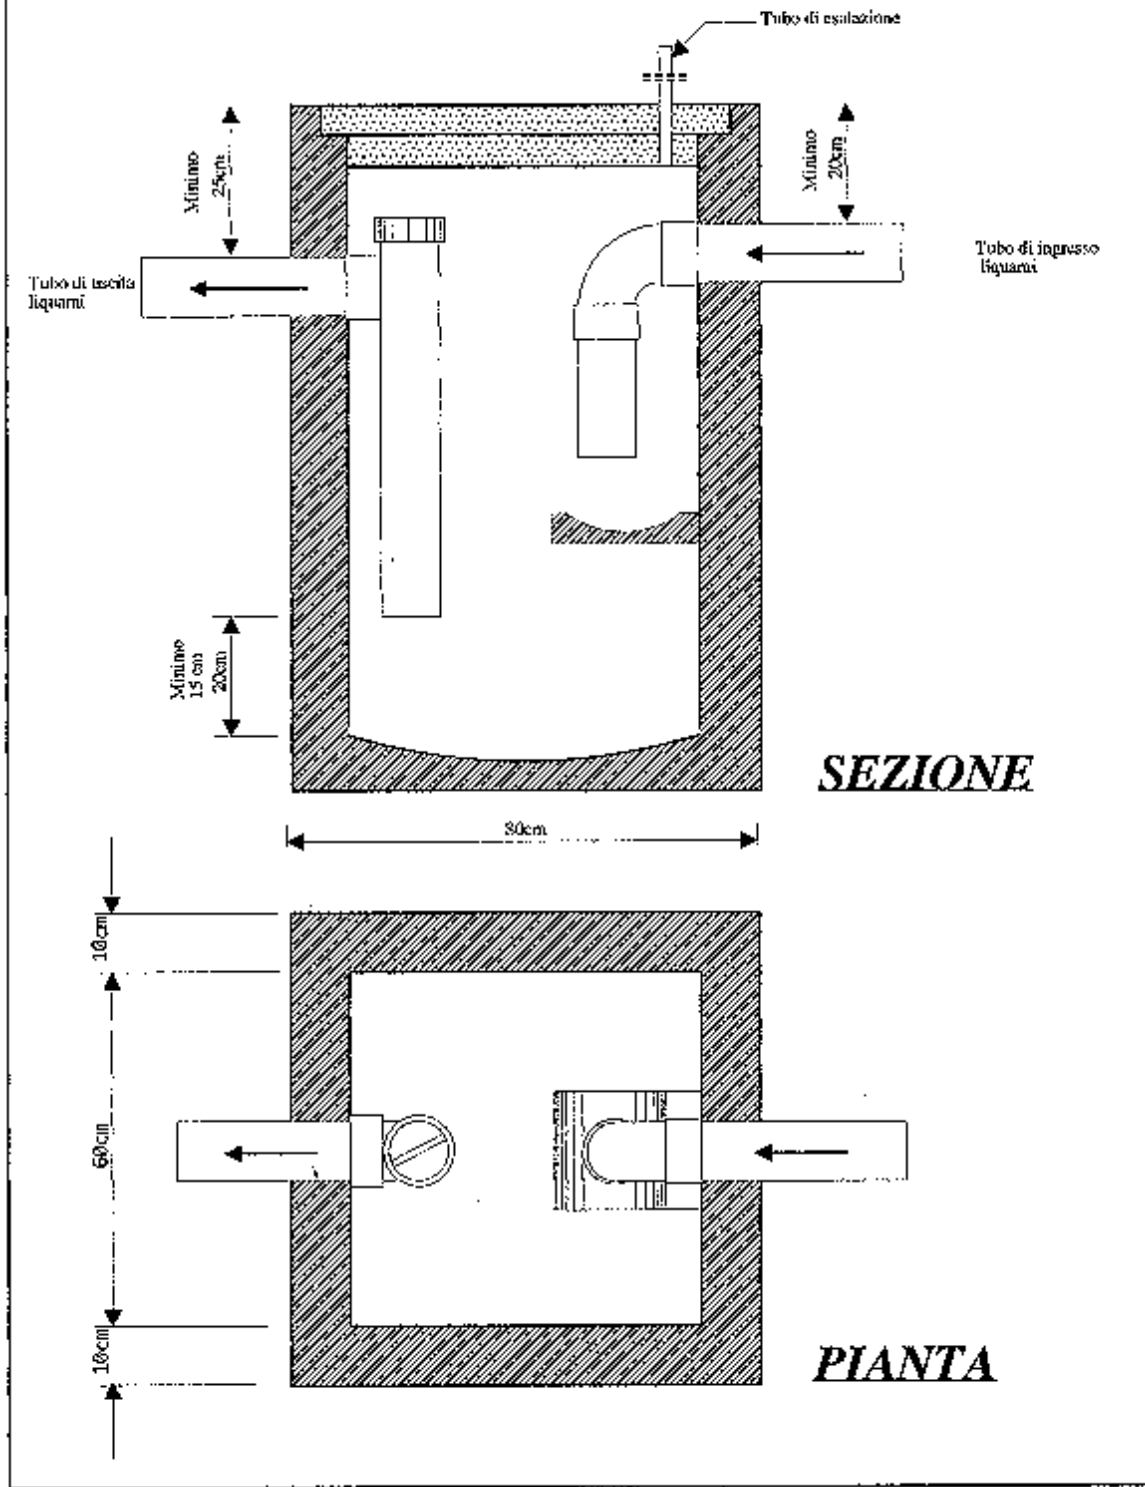 Tubo di esalazione
Minimo
25cm
Minimo
20cm
Tubo di uscita
liquami
Tubo di ingresso
liquami
Minimo
15 cm
20cm
SEZIONE
80cm
10cm
60cm
10cm
PIANTA